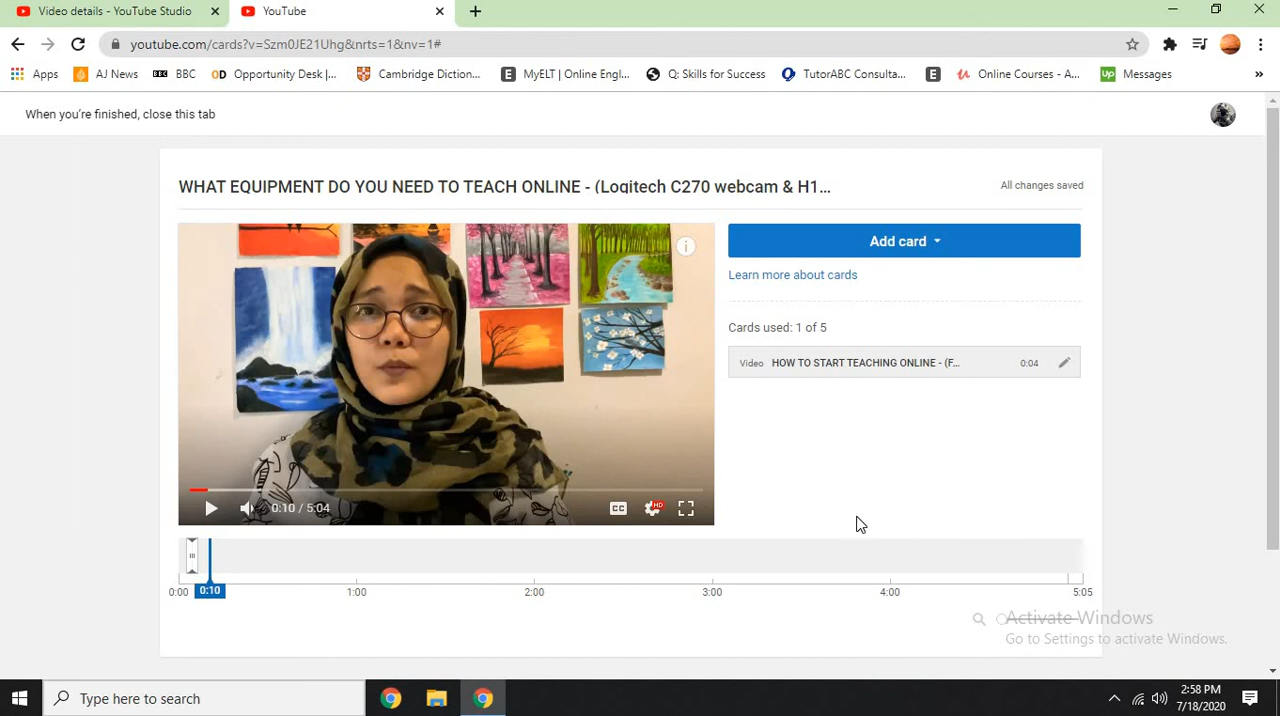 Video details - YouTube Studio
YouTube
youtube.com/cards?v=Szm0JE21Uhg&nrts=1&nv=1#
Apps
AJ News
BBC
OD Opportunity Desk |...
Cambridge Diction...
E MyELT | Online Engl...
Q: Skills for Success
TutorABC Consulta...
E
Online Courses - A...
Up Messages
»
When you're finished, close this tab
WHAT EQUIPMENT DO YOU NEED TO TEACH ONLINE - (Logitech C270 webcam & H1...
All changes saved
Add card
Learn more about cards
Cards used: 1 of 5
Video HOW TO START TEACHING ONLINE - (F... 0:04
i
0:10 / 5:04
CC
HD
0:00 0:10 1:00 2:00 3:00 4:00 5:05
Activate Windows
Go to Settings to activate Windows.
Type here to search
2:58 PM
7/18/2020